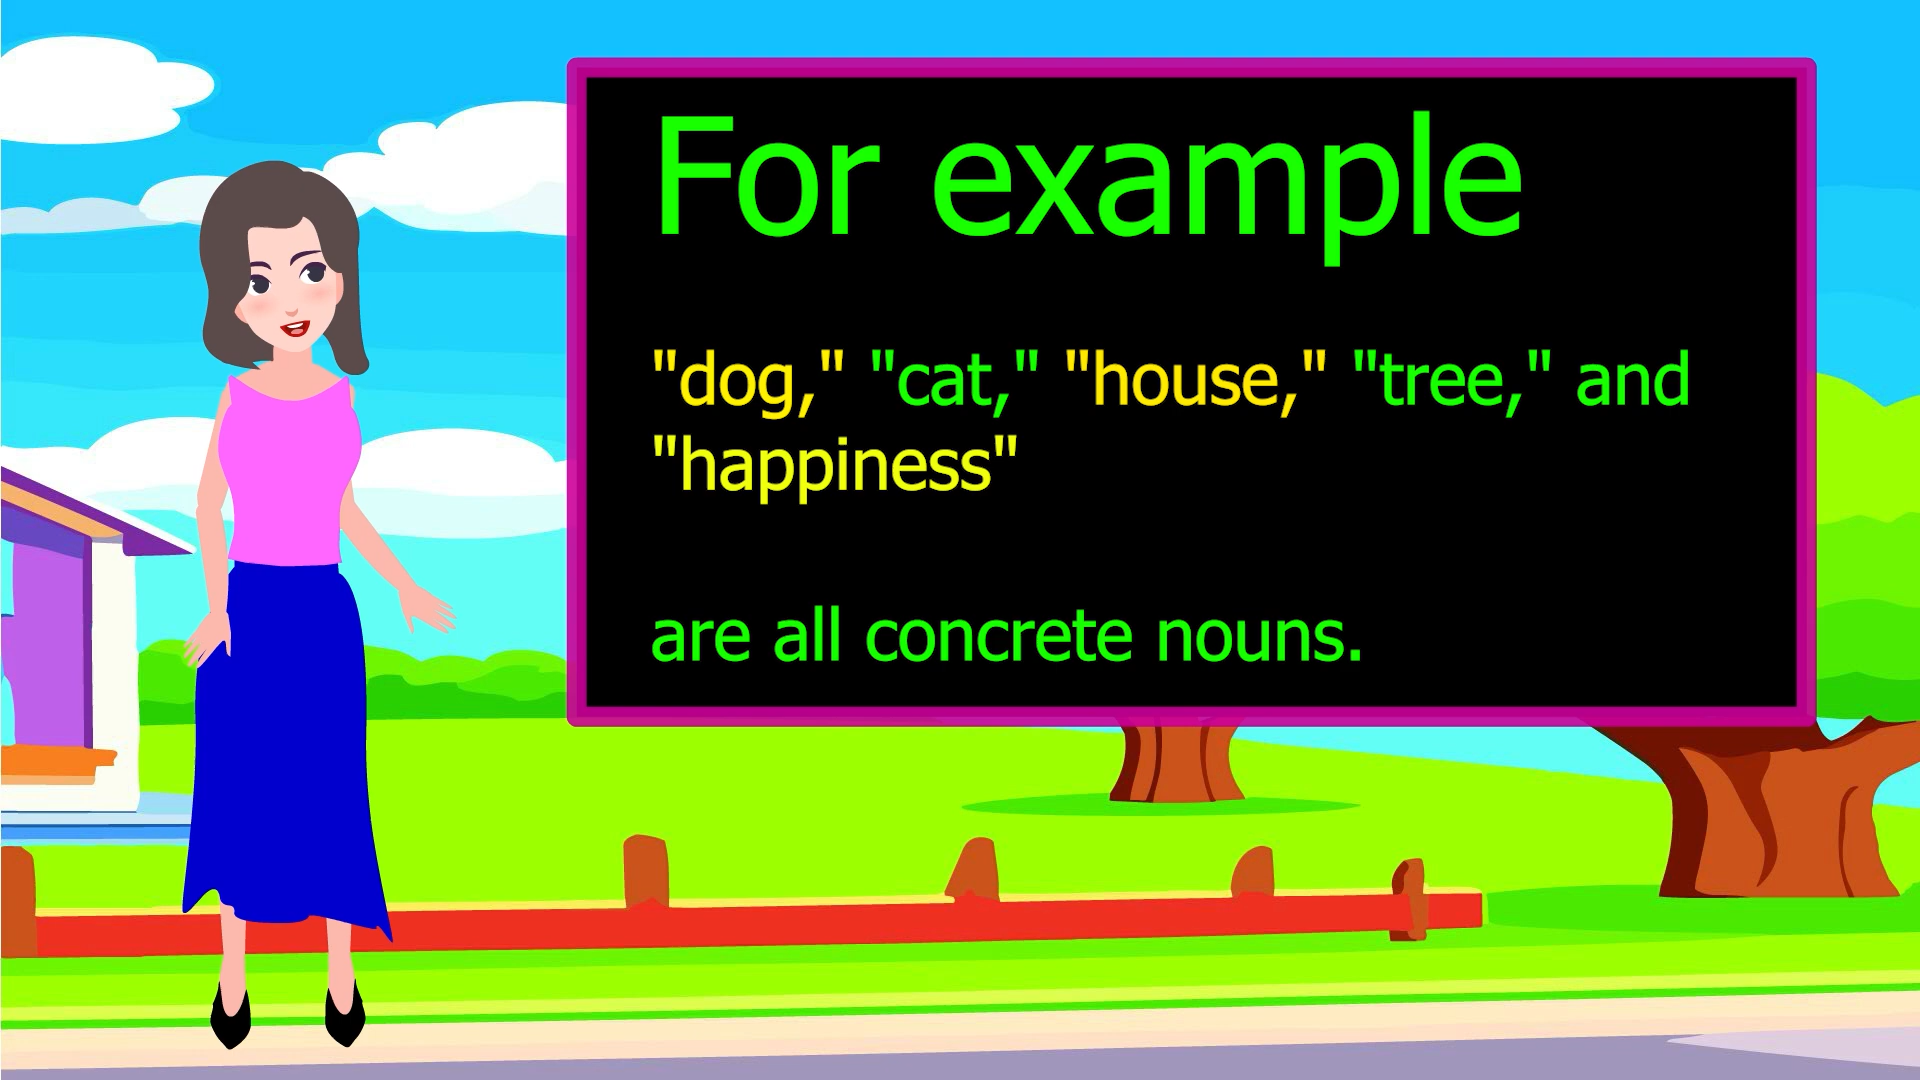 For example
"dog," "cat," "house," "tree," and
"happiness"
are all concrete nouns.